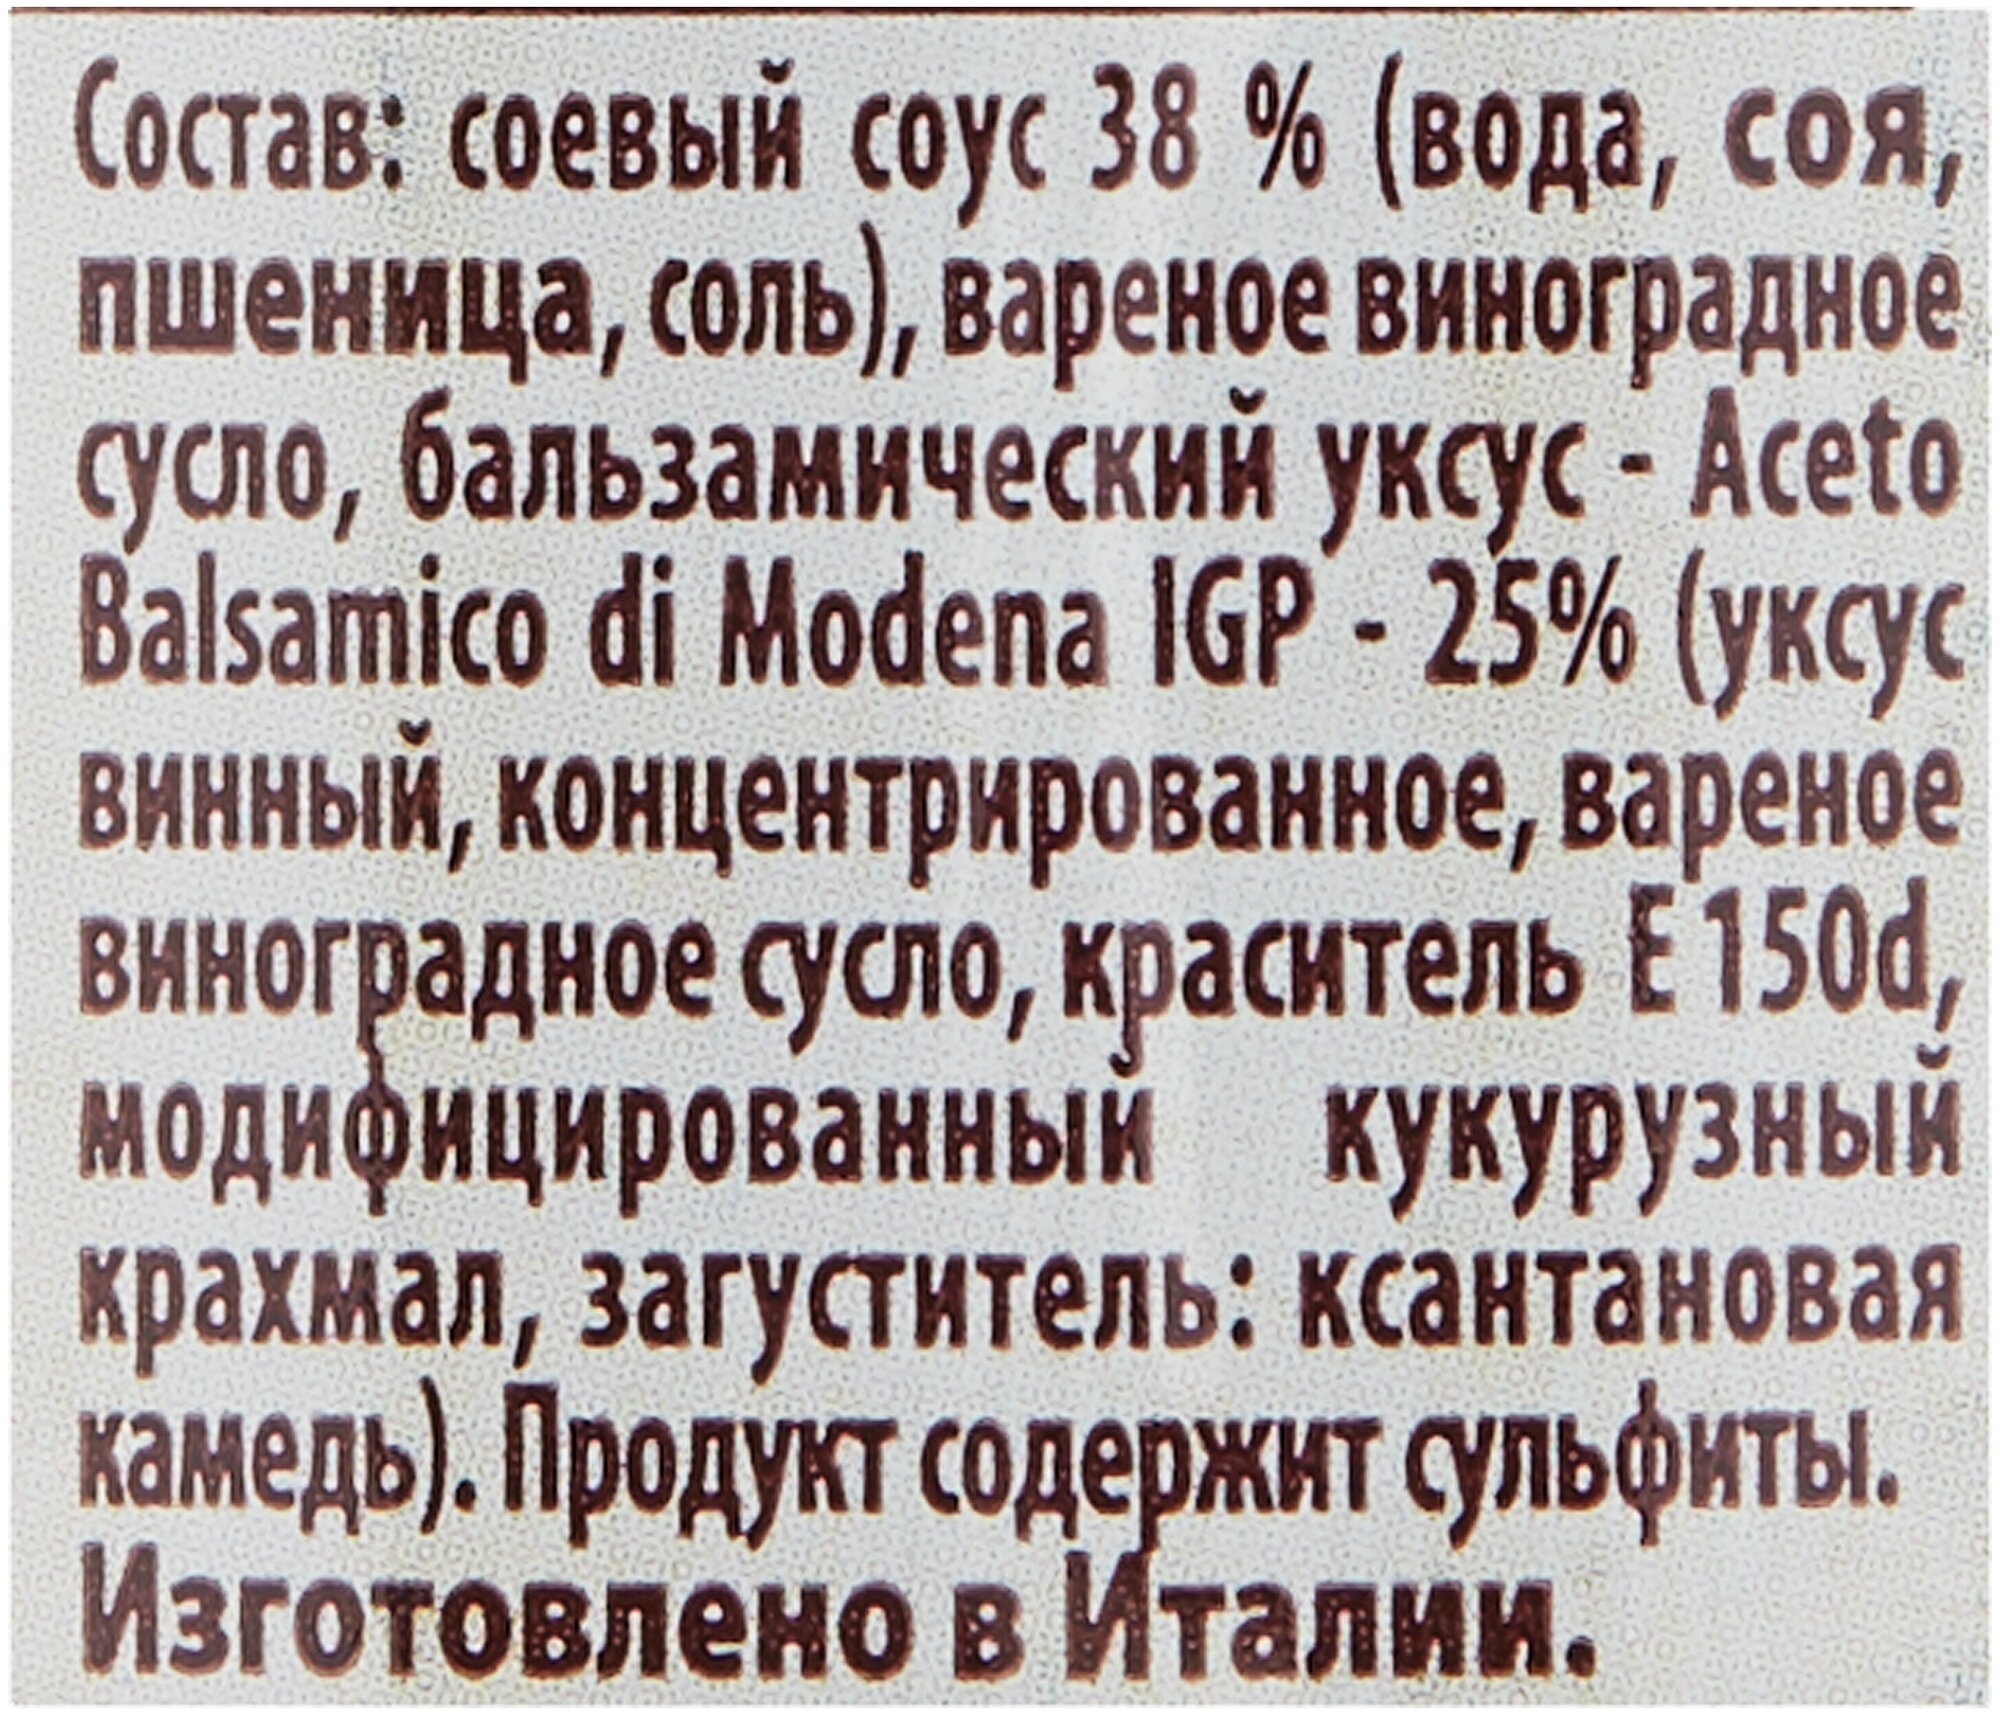 Состав: соевый соус 38 % (вода, соя,
пшеница, соль), вареное виноградное
сусло, бальзамический уксус - Aceto
Balsamico di Modena IGP - 25% (уксус
винный, концентрированное, вареное
виноградное сусло, краситель E 150d,
модифицированный кукурузный
крахмал, загуститель: ксантановая
камедь). Продукт содержит сульфиты.
Изготовлено в Италии.